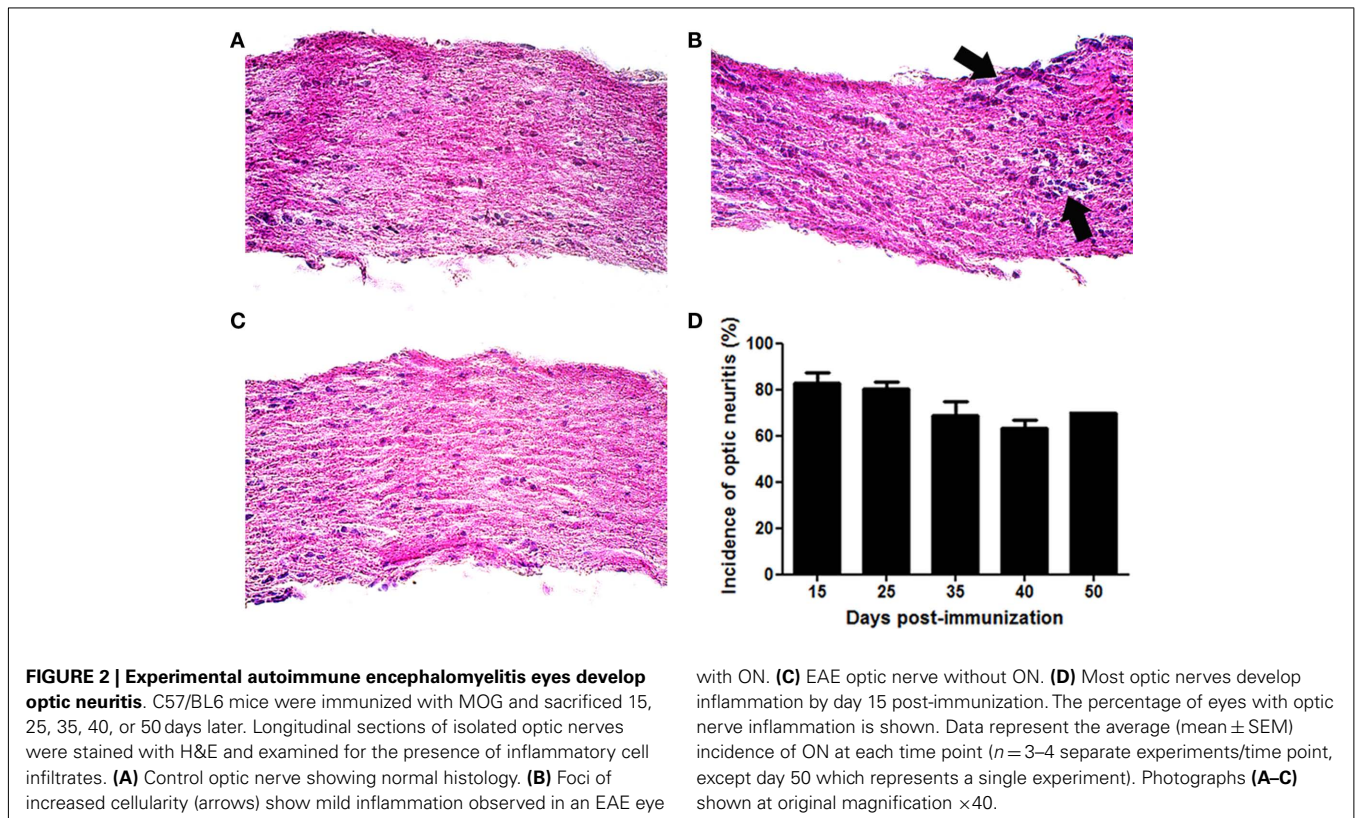 A
B
C
D
Incidence of optic neuritis (%)
100
80
60
40
20
0
15 25 35 40 50
Days post-immunization
FIGURE 2 | Experimental autoimmune encephalomyelitis eyes develop
optic neuritis. C57/BL6 mice were immunized with MOG and sacrificed 15,
25, 35, 40, or 50 days later. Longitudinal sections of isolated optic nerves
were stained with H&E and examined for the presence of inflammatory cell
infiltrates. (A) Control optic nerve showing normal histology. (B) Foci of
increased cellularity (arrows) show mild inflammation observed in an EAE eye
with ON. (C) EAE optic nerve without ON. (D) Most optic nerves develop
inflammation by day 15 post-immunization. The percentage of eyes with optic
nerve inflammation is shown. Data represent the average (mean ± SEM)
incidence of ON at each time point (n = 3–4 separate experiments/time point,
except day 50 which represents a single experiment). Photographs (A–C)
shown at original magnification ×40.